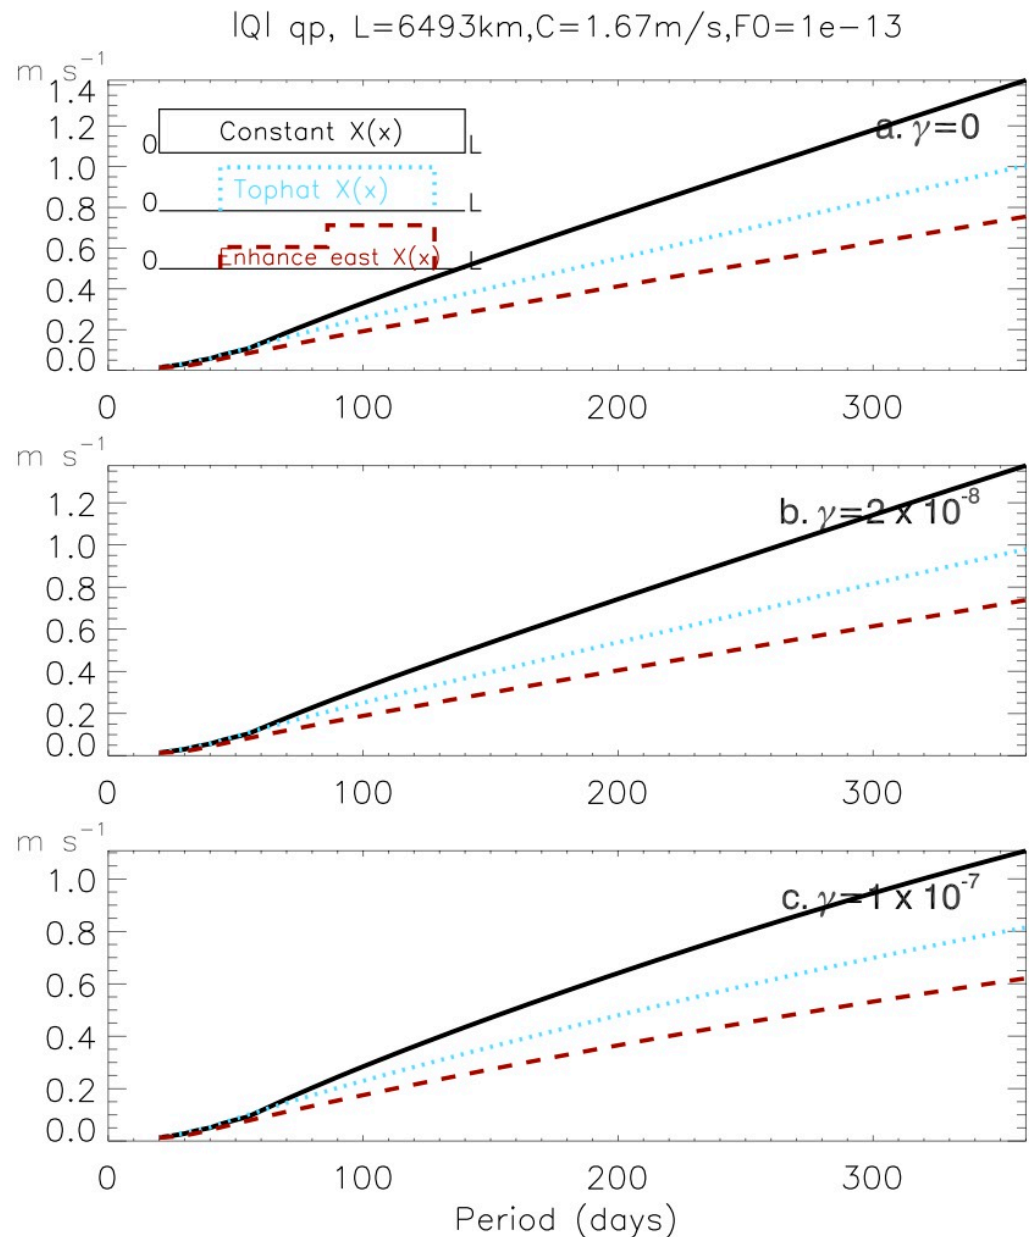 |Q| qp, L=6493km,C=1.67m/s,F0=1e−13
m s⁻¹
1.4
1.2
1.0
0.8
0.6
0.4
0.2
0.0
0 Constant X(x) L
0 Tophat X(x) L
0 Enhance east X(x) L
a. γ=0
0 100 200 300
m s⁻¹
1.2
1.0
0.8
0.6
0.4
0.2
0.0
b. γ=2 x 10⁻⁸
0 100 200 300
m s⁻¹
1.0
0.8
0.6
0.4
0.2
0.0
c. γ=1 x 10⁻⁷
0 100 200 300
Period (days)